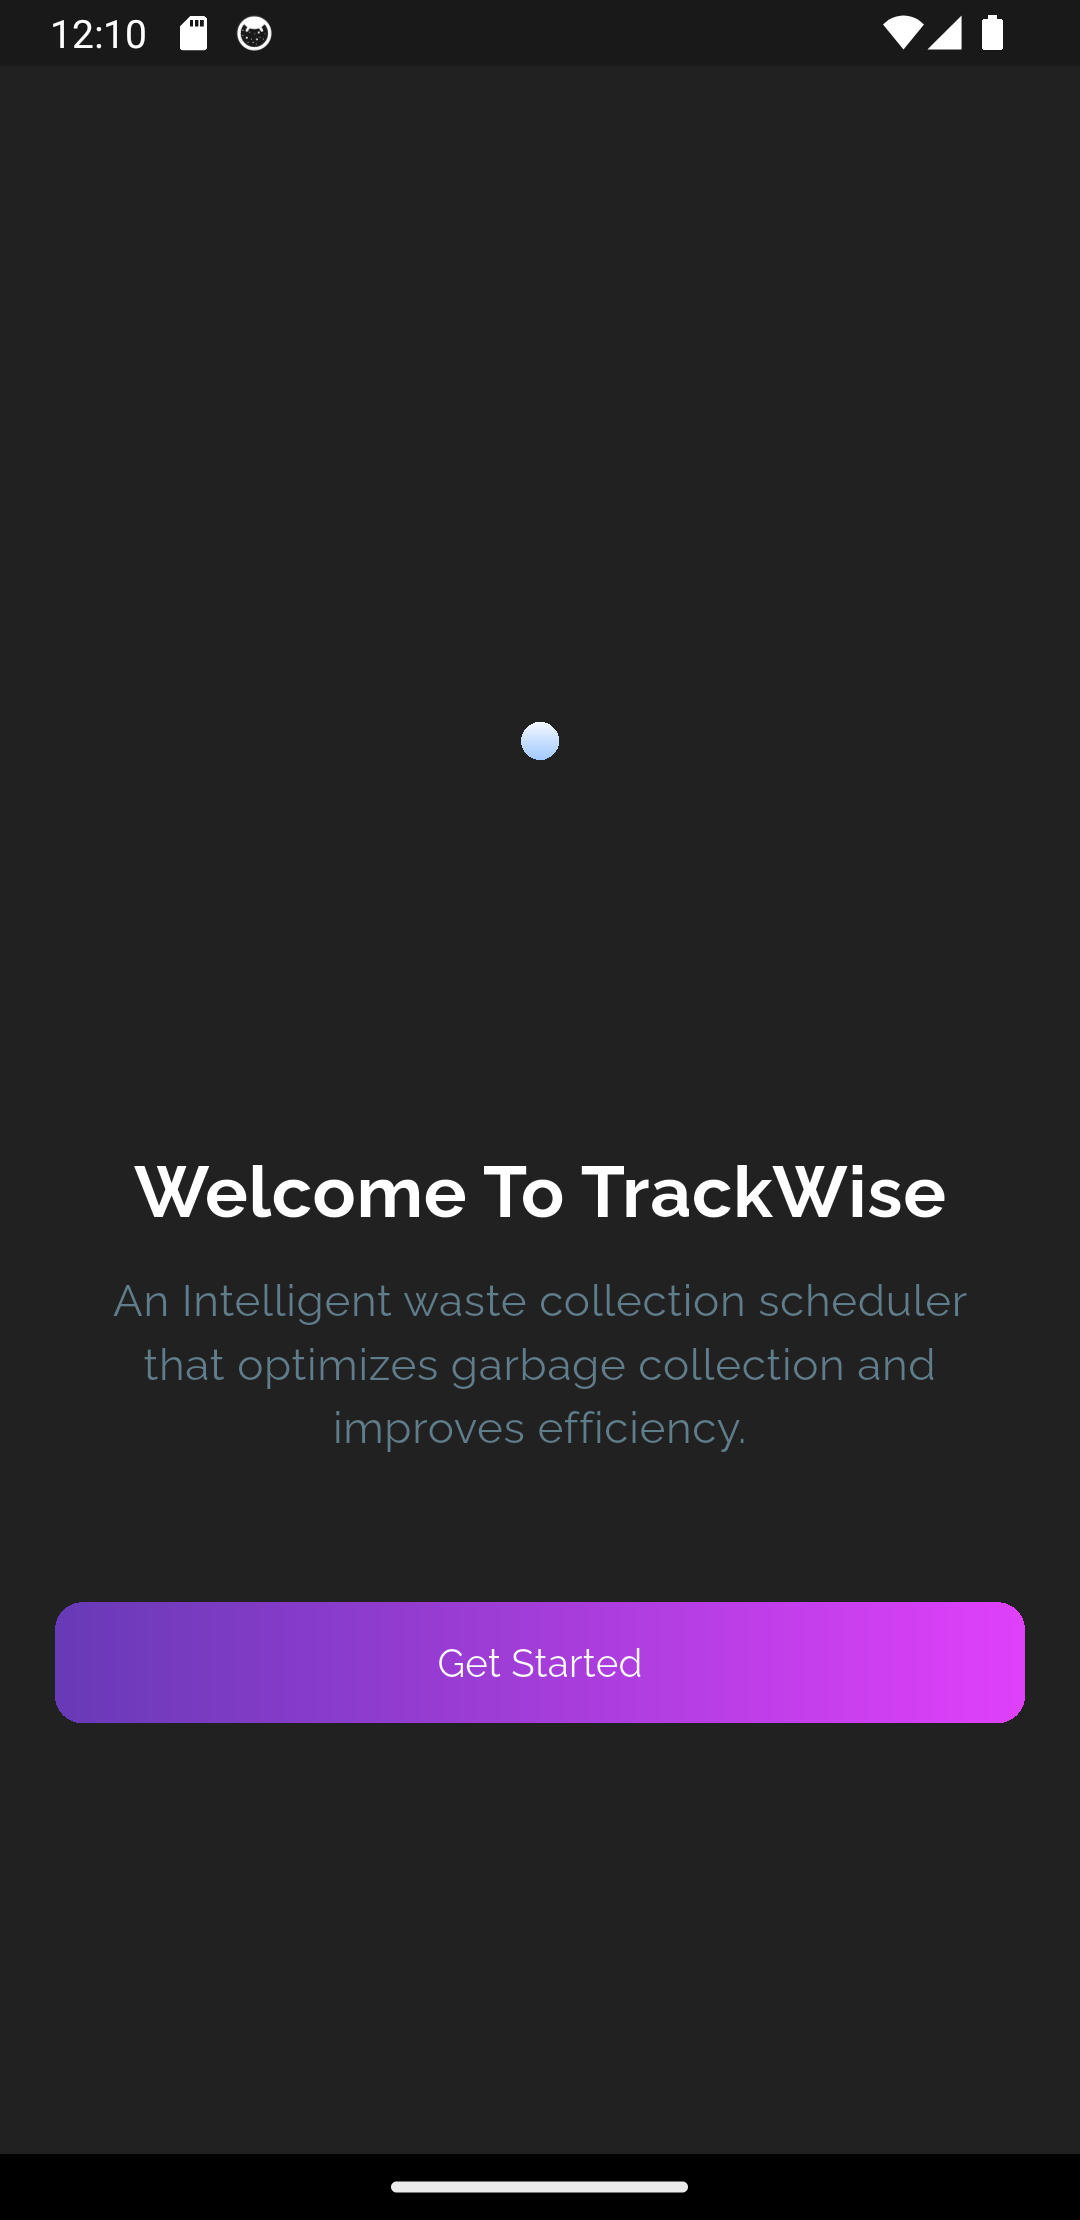 12:10
Welcome To TrackWise
An Intelligent waste collection scheduler
that optimizes garbage collection and
improves efficiency.
Get Started